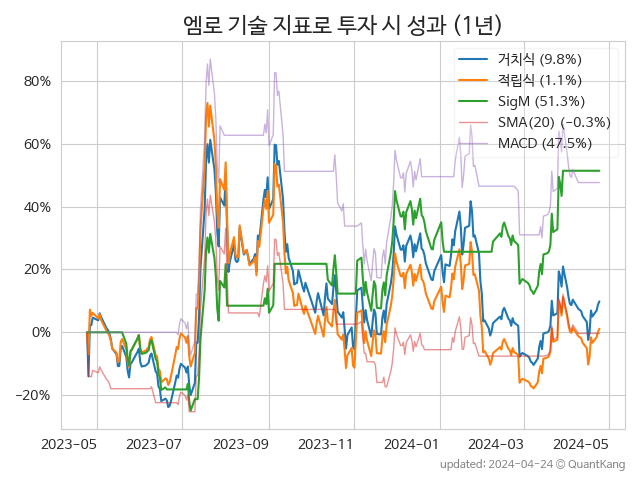 엠로 기술 지표로 투자 시 성과 (1년)
거치식 (9.8%)
적립식 (1.1%)
SigM (51.3%)
SMA(20) (−0.3%)
MACD (47.5%)
80%
60%
40%
20%
0%
−20%
2023-05 2023-07 2023-09 2023-11 2024-01 2024-03 2024-05
updated: 2024-04-24 © QuantKang